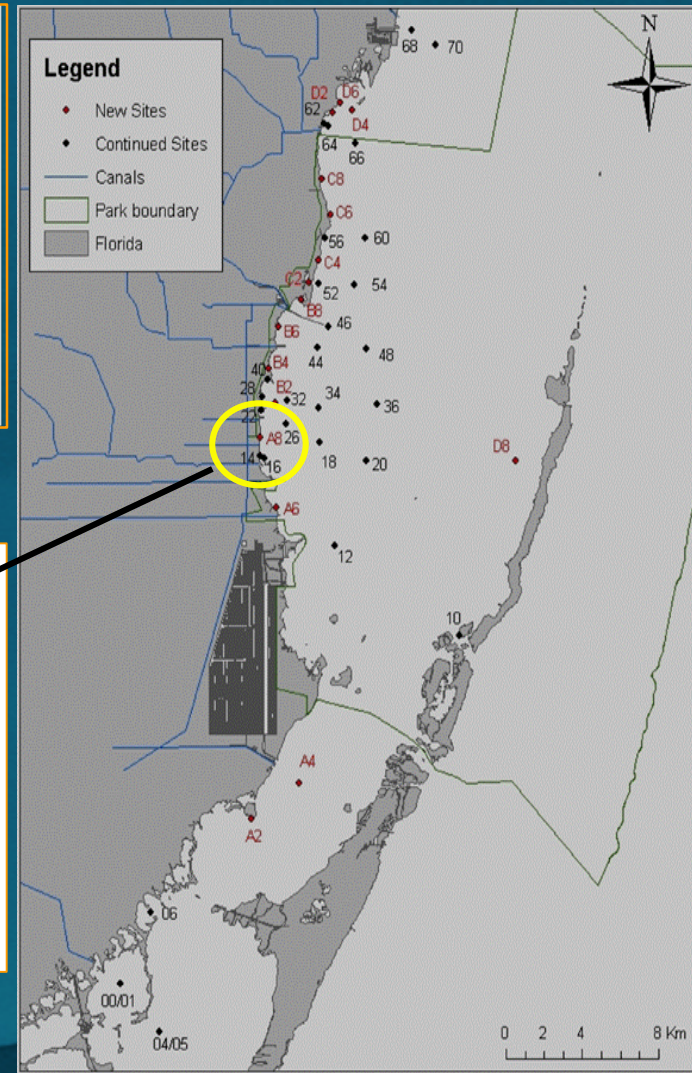 N
Legend
New Sites
Continued Sites
Canals
Park boundary
Florida
68
70
D2
D6
62
D4
64
66
C8
C6
56
60
C4
C2
52
54
B8
B6
46
44
48
B4
40
28
B2
32
34
36
22
26
A8
14
16
18
20
D8
A6
12
10
A4
A2
06
00/01
04/05
0 2 4 8 Km